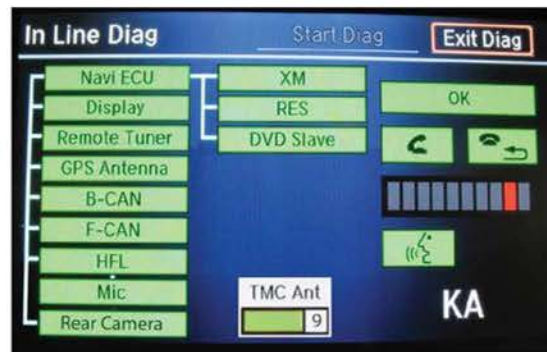 In Line Diag
Start Diag
Exit Diag
Navi ECU
XM
OK
Display
RES
Remote Tuner
DVD Slave
GPS Antenna
B-CAN
F-CAN
HFL
Mic
TMC Ant
9
KA
Rear Camera